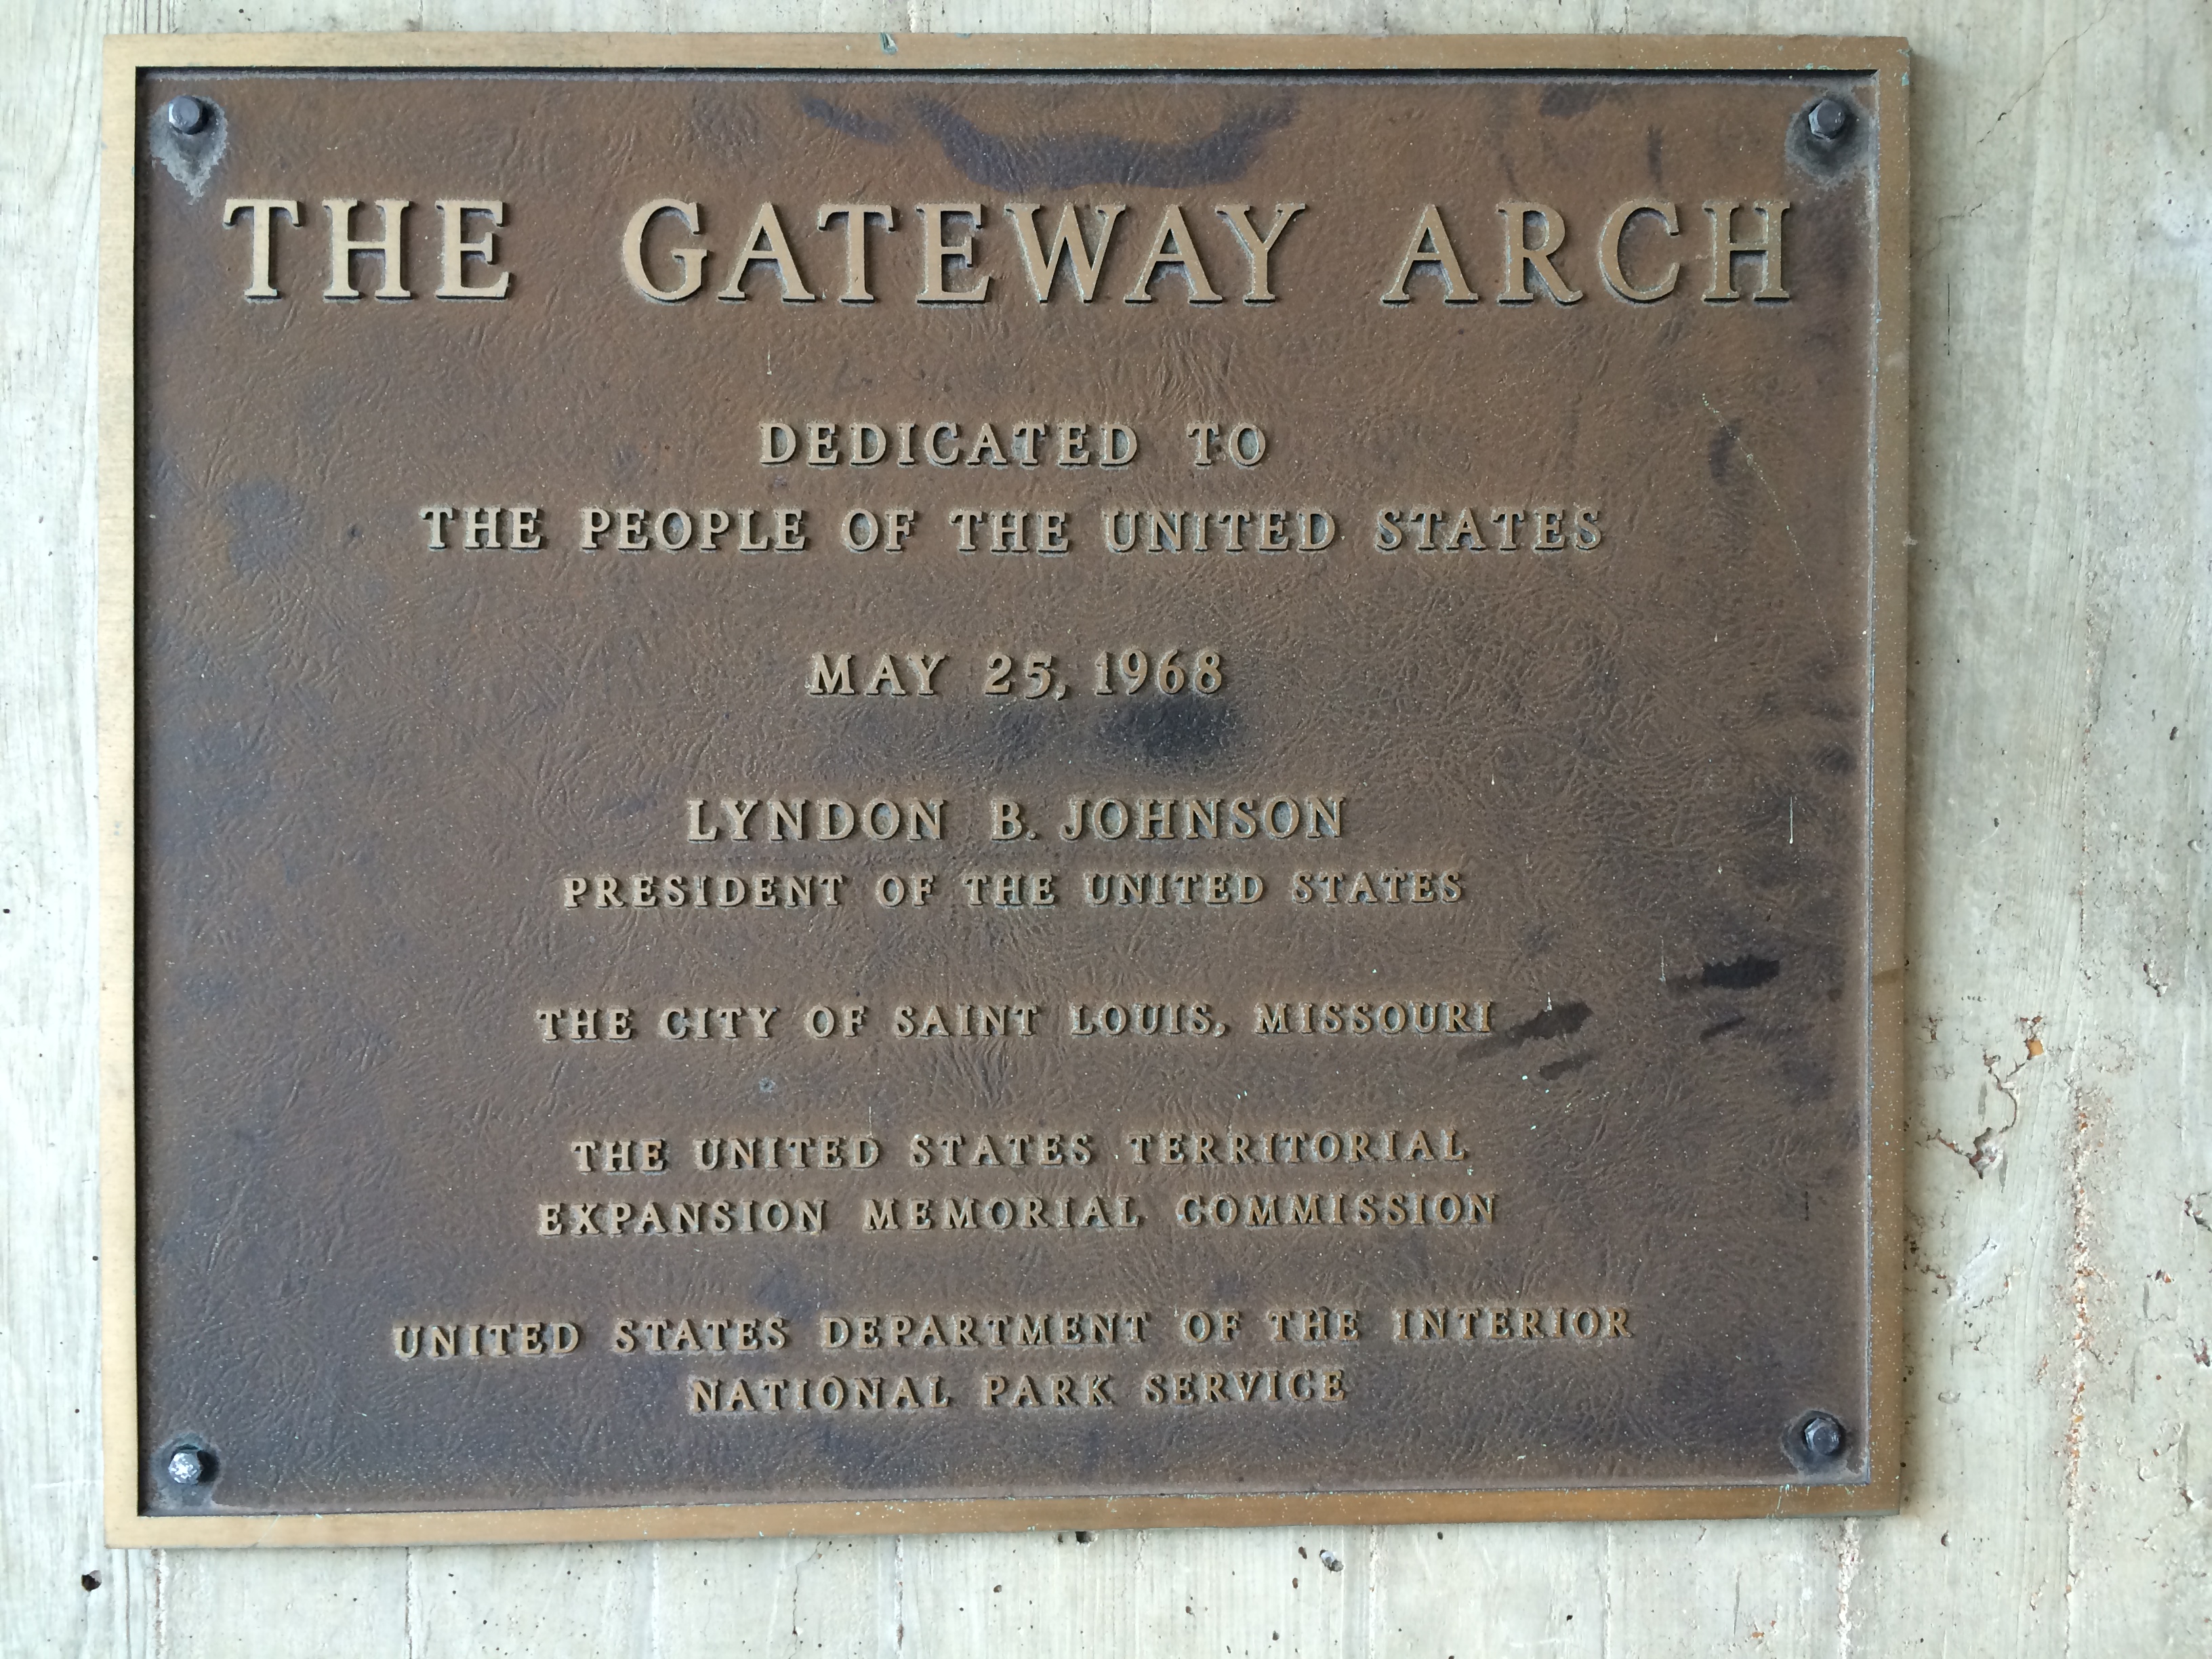 THE GATEWAY ARCH
DEDICATED TO
THE PEOPLE OF THE UNITED STATES
MAY 25, 1968
LYNDON B. JOHNSON
PRESIDENT OF THE UNITED STATES
THE CITY OF SAINT LOUIS, MISSOURI
THE UNITED STATES TERRITORIAL
EXPANSION MEMORIAL COMMISSION
UNITED STATES DEPARTMENT OF THE INTERIOR
NATIONAL PARK SERVICE